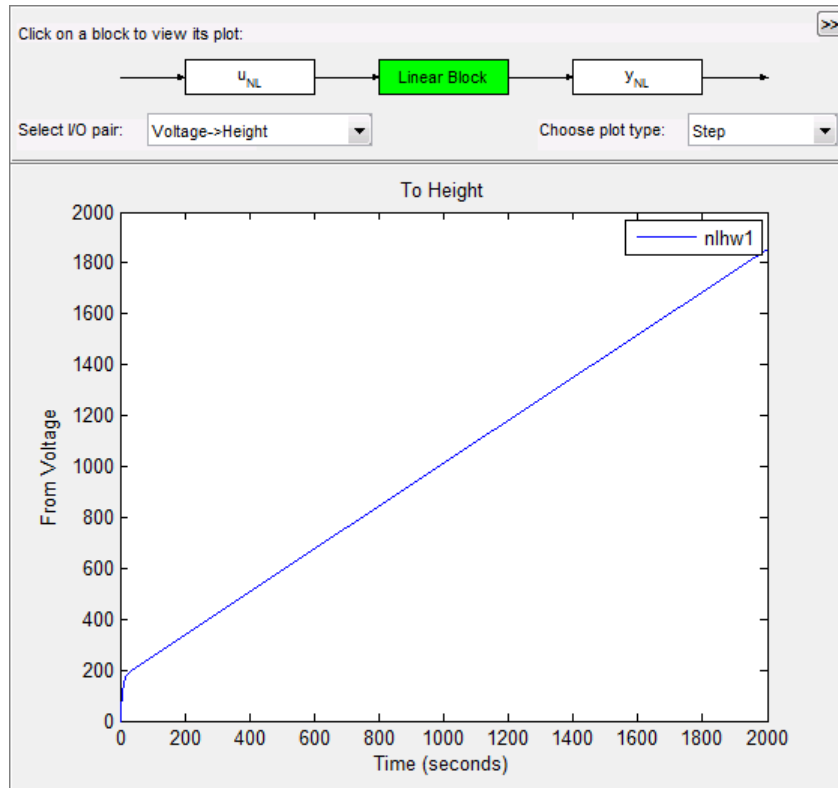 Click on a block to view its plot:
>>
u_NL Linear Block y_NL
Select I/O pair: Voltage->Height Choose plot type: Step
To Height
nlhw1
From Voltage
2000
1800
1600
1400
1200
1000
800
600
400
200
0
0 200 400 600 800 1000 1200 1400 1600 1800 2000
Time (seconds)